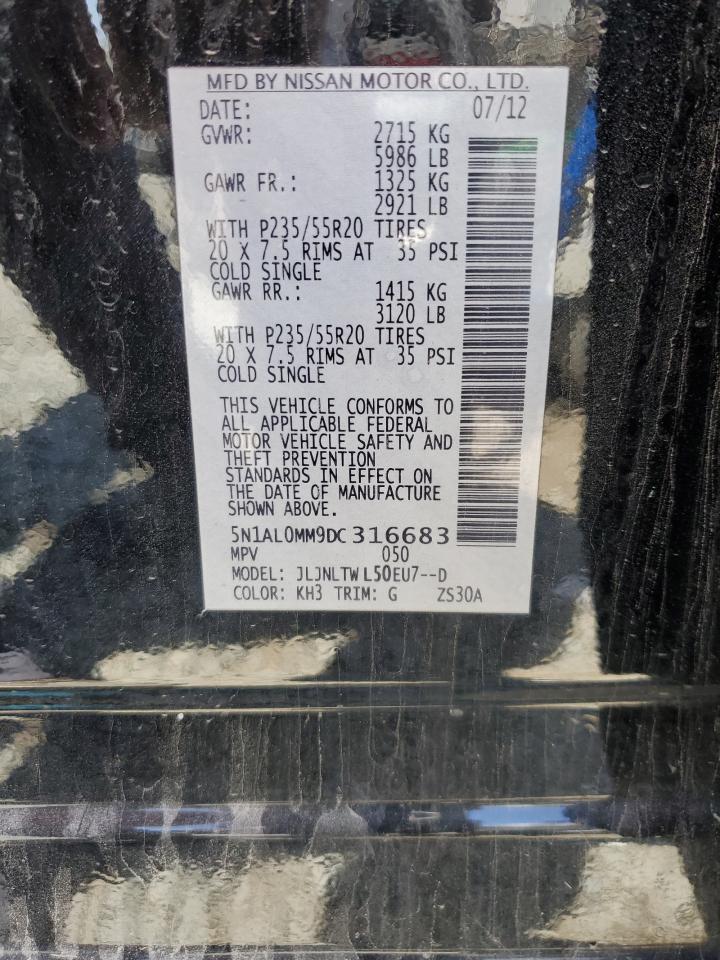 MFD BY NISSAN MOTOR CO., LTD.
DATE: 07/12
GVWR: 2715 KG
5986 LB
GAWR FR.: 1325 KG
2921 LB
WITH P235/55R20 TIRES
20 X 7.5 RIMS AT 35 PSI
COLD SINGLE
GAWR RR.: 1415 KG
3120 LB
WITH P235/55R20 TIRES
20 X 7.5 RIMS AT 35 PSI
COLD SINGLE
THIS VEHICLE CONFORMS TO
ALL APPLICABLE FEDERAL
MOTOR VEHICLE SAFETY AND
THEFT PREVENTION
STANDARDS IN EFFECT ON
THE DATE OF MANUFACTURE
SHOWN ABOVE.
5N1AL0MM9DC316683
MPV 050
MODEL: JLJNLTWL50EU7--D
COLOR: KH3 TRIM: G ZS30A